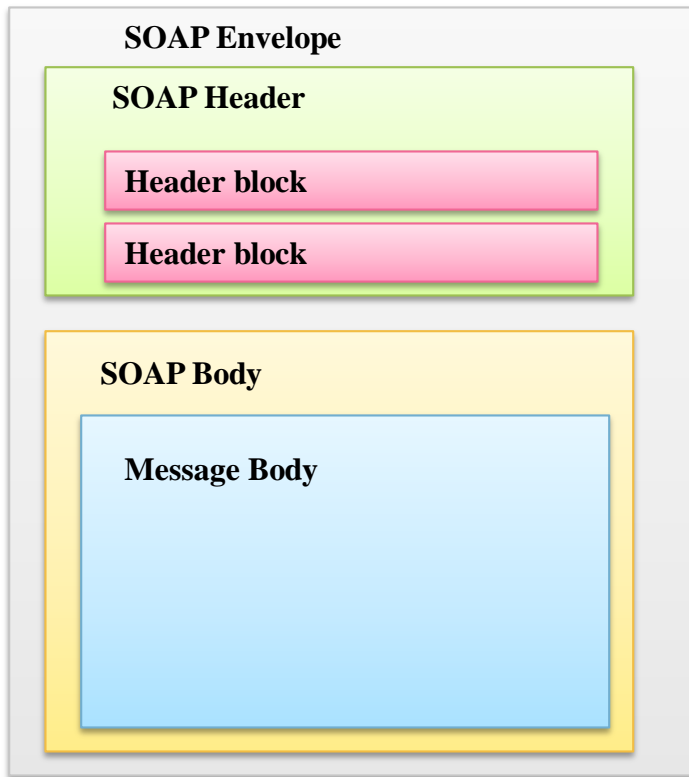 SOAP Envelope
SOAP Header
Header block
Header block
SOAP Body
Message Body